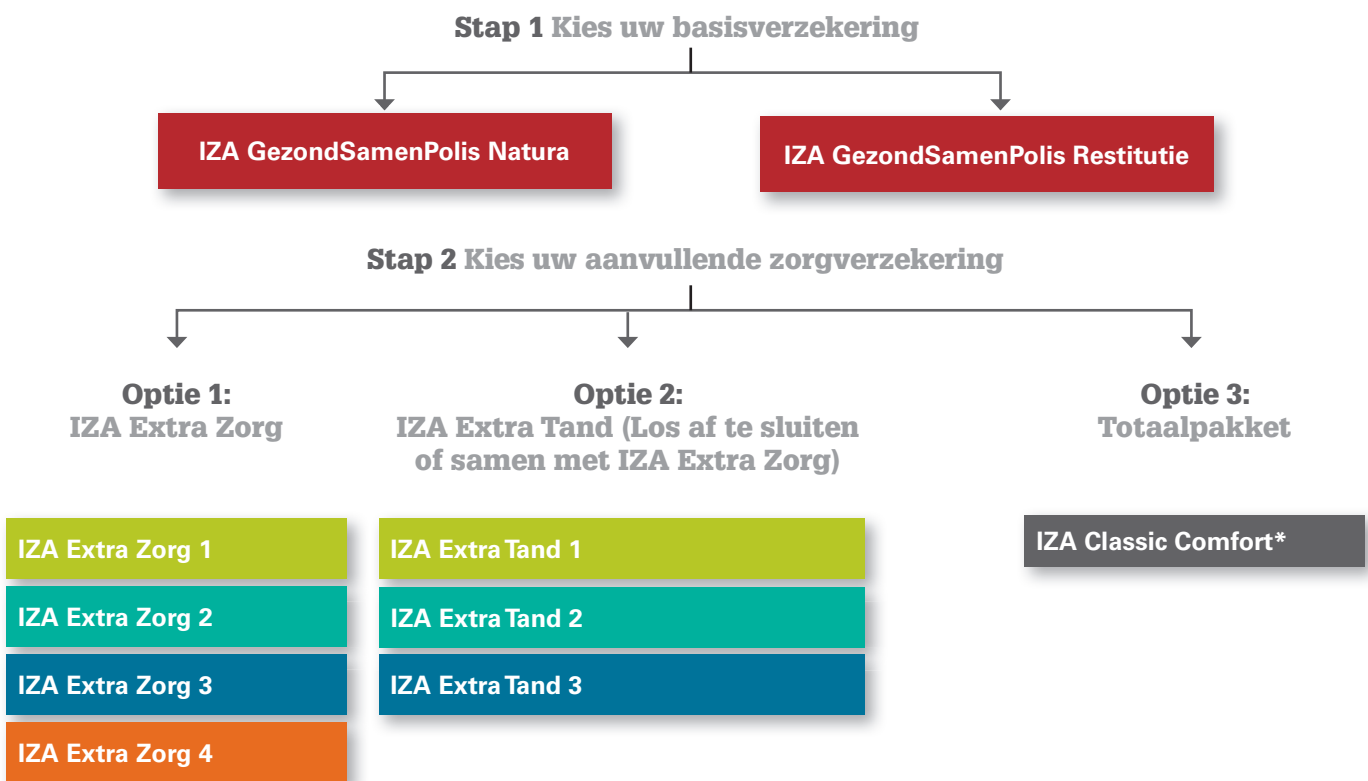 Stap 1 Kies uw basisverzekering
IZA GezondSamenPolis Natura
IZA GezondSamenPolis Restitutie
Stap 2 Kies uw aanvullende zorgverzekering
Optie 1:
IZA Extra Zorg
Optie 2:
IZA Extra Tand (Los af te sluiten
of samen met IZA Extra Zorg)
Optie 3:
Totaalpakket
IZA Extra Zorg 1
IZA Extra Zorg 2
IZA Extra Zorg 3
IZA Extra Zorg 4
IZA Extra Tand 1
IZA Extra Tand 2
IZA Extra Tand 3
IZA Classic Comfort*